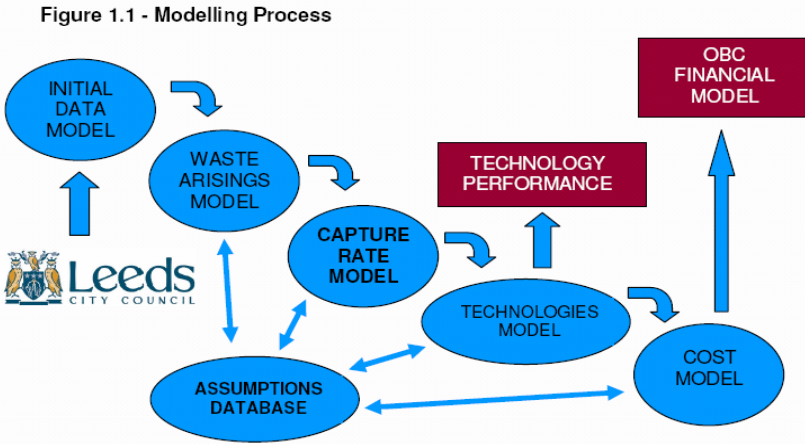 Figure 1.1 - Modelling Process
INITIAL
DATA
MODEL
WASTE
ARISINGS
MODEL
CAPTURE
RATE
MODEL
TECHNOLOGY
PERFORMANCE
OBC
FINANCIAL
MODEL
Leeds
CITY COUNCIL
TECHNOLOGIES
MODEL
COST
MODEL
ASSUMPTIONS
DATABASE